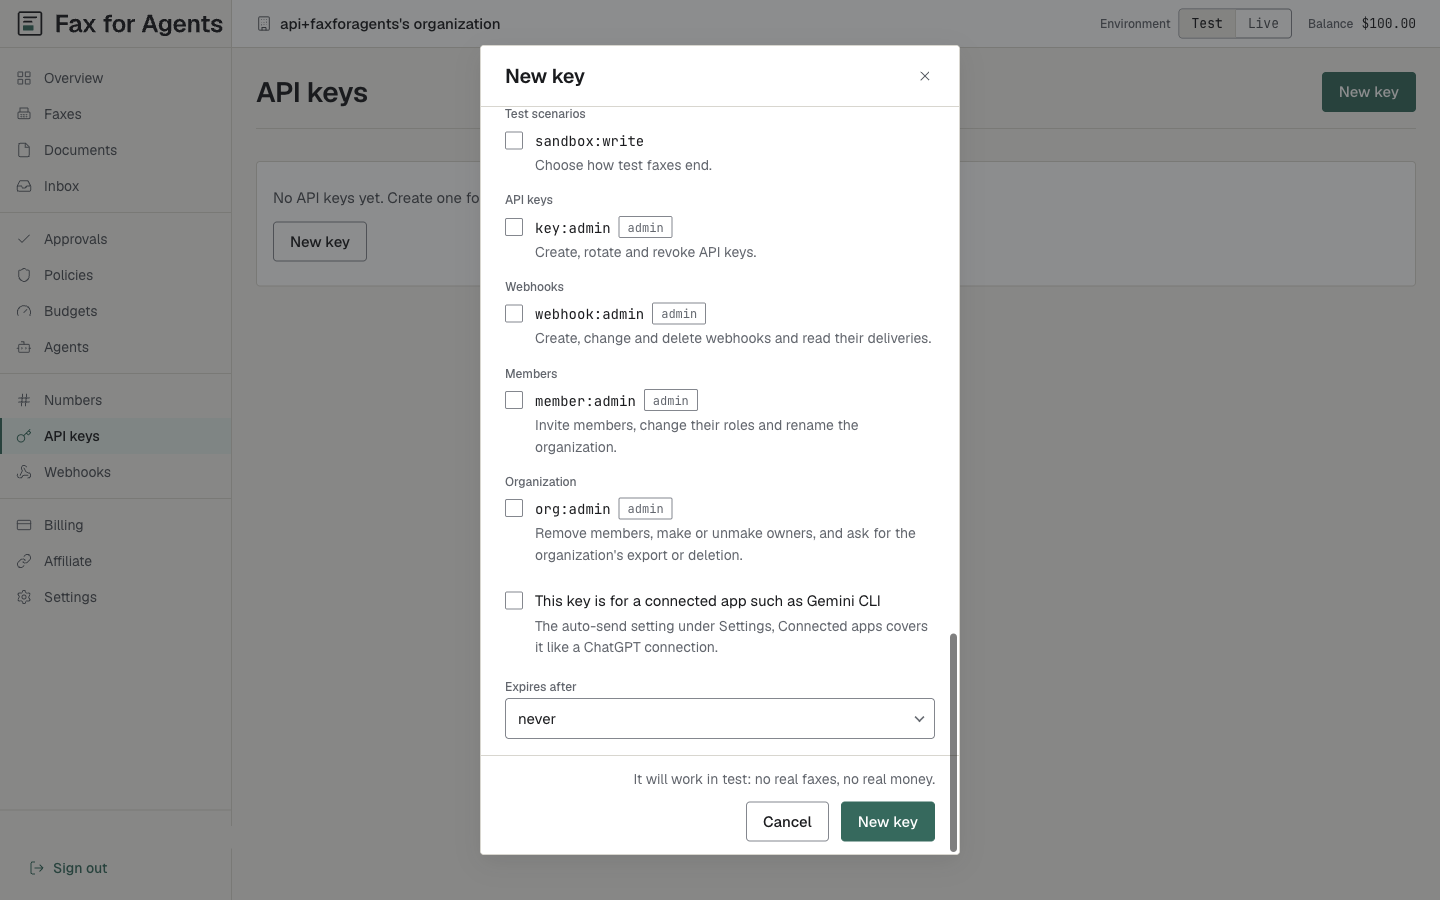 Fax for Agents
api+faxforagents's organization
Environment Test Live Balance $100.00
Overview
Faxes
Documents
Inbox
Approvals
Policies
Budgets
Agents
Numbers
API keys
Webhooks
Billing
Affiliate
Settings
Sign out
API keys
New key
No API keys yet. Create one fo
New key
New key
Test scenarios
sandbox:write
Choose how test faxes end.
API keys
key:admin admin
Create, rotate and revoke API keys.
Webhooks
webhook:admin admin
Create, change and delete webhooks and read their deliveries.
Members
member:admin admin
Invite members, change their roles and rename the
organization.
Organization
org:admin admin
Remove members, make or unmake owners, and ask for the
organization's export or deletion.
This key is for a connected app such as Gemini CLI
The auto-send setting under Settings, Connected apps covers
it like a ChatGPT connection.
Expires after
never
It will work in test: no real faxes, no real money.
Cancel
New key